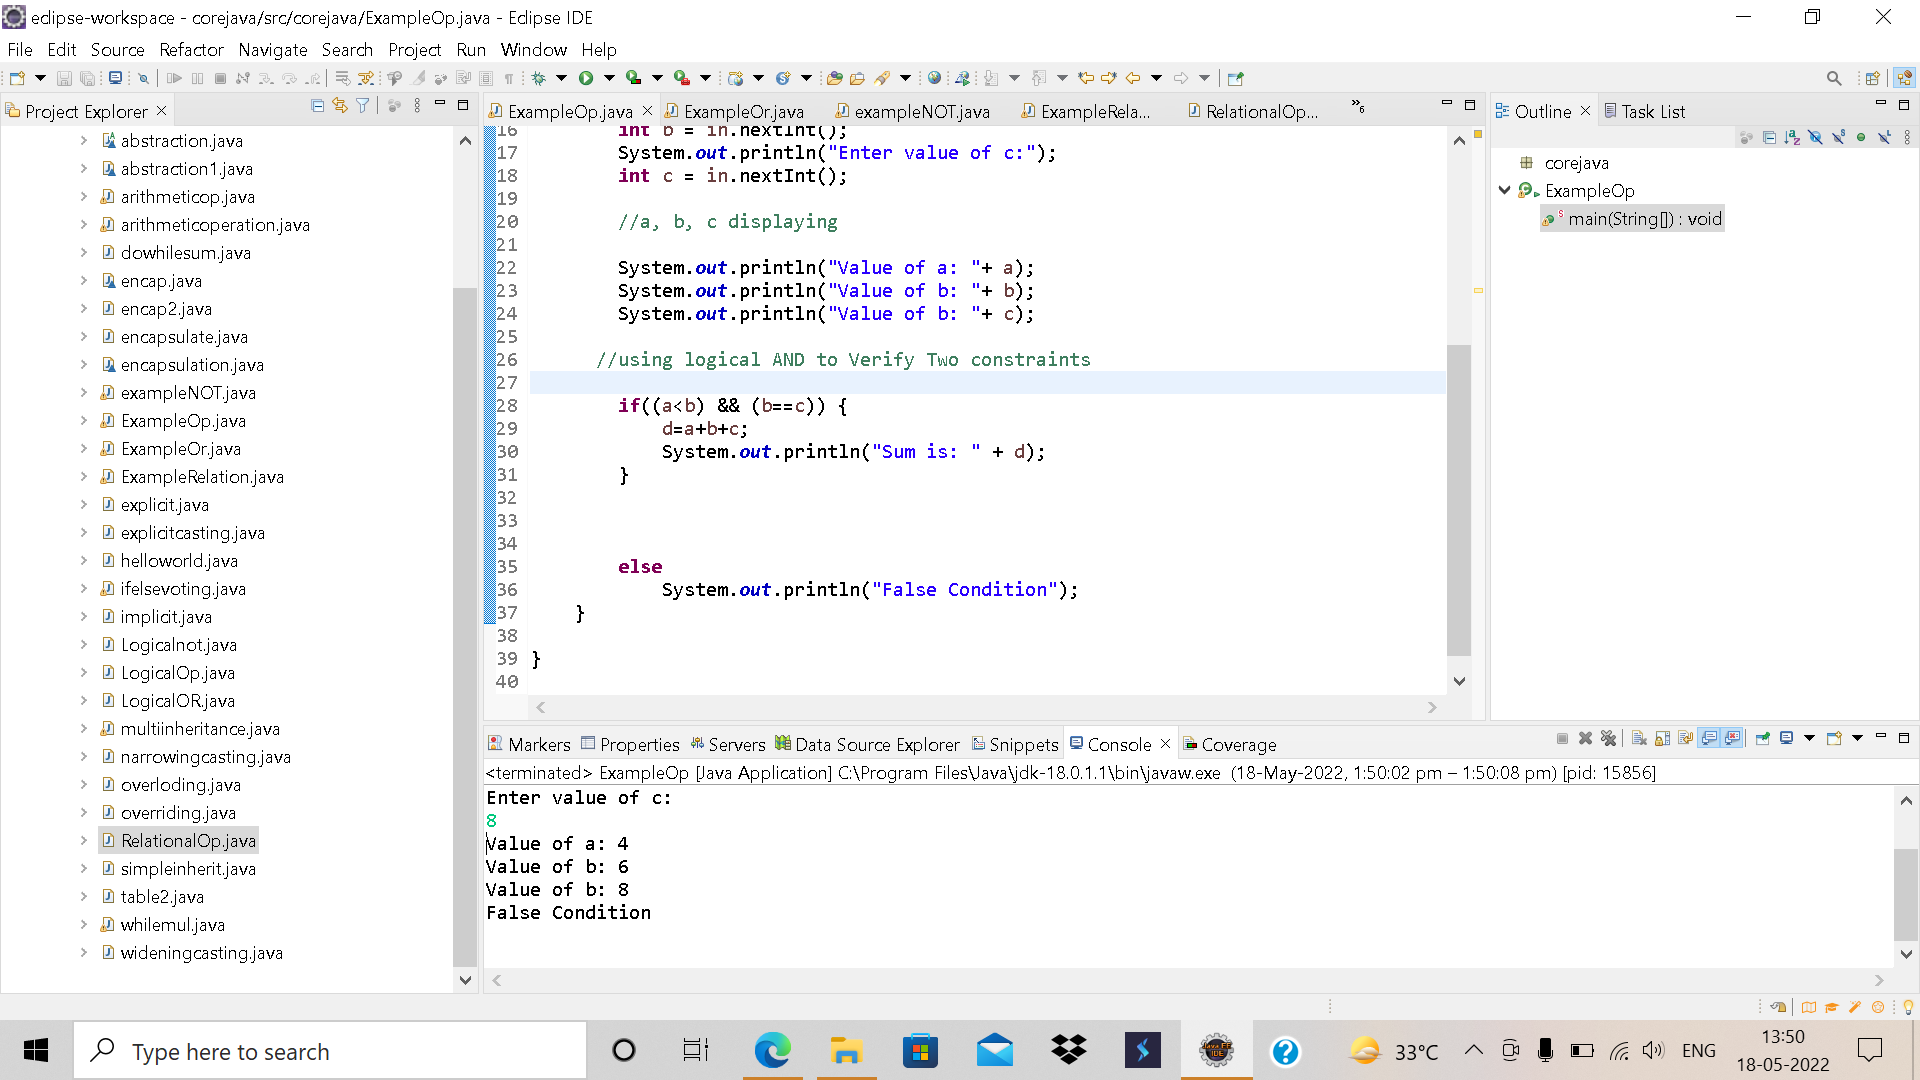 eclipse-workspace - corejava/src/corejava/ExampleOp.java - Eclipse IDE
File Edit Source Refactor Navigate Search Project Run Window Help
Project Explorer
abstraction.java
abstraction1.java
arithmeticop.java
arithmeticoperation.java
dowhilesum.java
encap.java
encap2.java
encapsulate.java
encapsulation.java
exampleNOT.java
ExampleOp.java
ExampleOr.java
ExampleRelation.java
explicit.java
explicitcasting.java
helloworld.java
ifelsevoting.java
implicit.java
Logicalnot.java
LogicalOp.java
LogicalOR.java
multiinheritance.java
narrowingcasting.java
overloding.java
overriding.java
RelationalOp.java
simpleinherit.java
table2.java
whilemul.java
wideningcasting.java
ExampleOp.java ExampleOr.java exampleNOT.java ExampleRela... RelationalOp... »6
16 int b = in.nextInt();
17 System.out.println("Enter value of c:");
18 int c = in.nextInt();
19
20 //a, b, c displaying
21
22 System.out.println("Value of a: "+ a);
23 System.out.println("Value of b: "+ b);
24 System.out.println("Value of b: "+ c);
25
26 //using logical AND to Verify Two constraints
27
28 if((a<b) && (b==c)) {
29 d=a+b+c;
30 System.out.println("Sum is: " + d);
31 }
32
33
34
35 else
36 System.out.println("False Condition");
37 }
38
39 }
40
Outline Task List
corejava
ExampleOp
main(String[]) : void
Markers Properties Servers Data Source Explorer Snippets Console Coverage
<terminated> ExampleOp [Java Application] C:\Program Files\Java\jdk-18.0.1.1\bin\javaw.exe (18-May-2022, 1:50:02 pm – 1:50:08 pm) [pid: 15856]
Enter value of c:
8
Value of a: 4
Value of b: 6
Value of b: 8
False Condition
Type here to search
33°C
ENG
13:50
18-05-2022